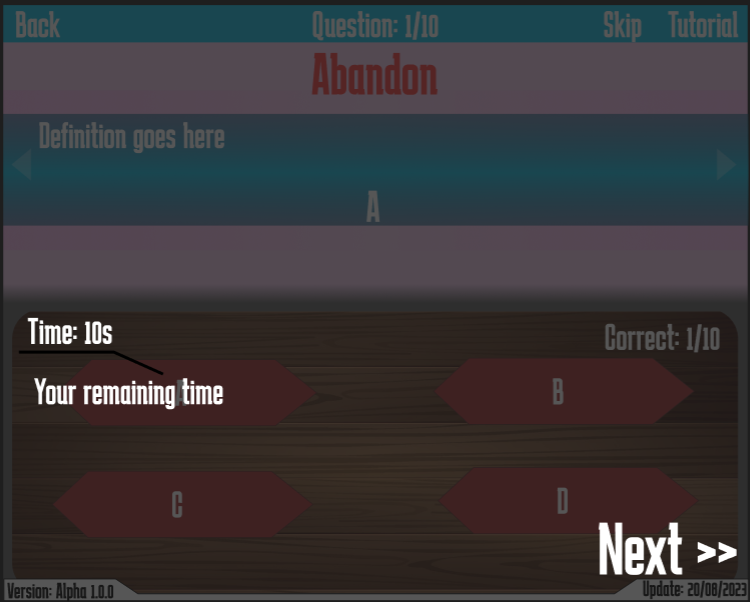 Back Question: 1/10 Skip Tutorial
Abandon
Definition goes here
A
Time: 10s
Correct: 1/10
Your remaining time
A B
C D
Next >>
Version: Alpha 1.0.0 Update: 20/08/2023